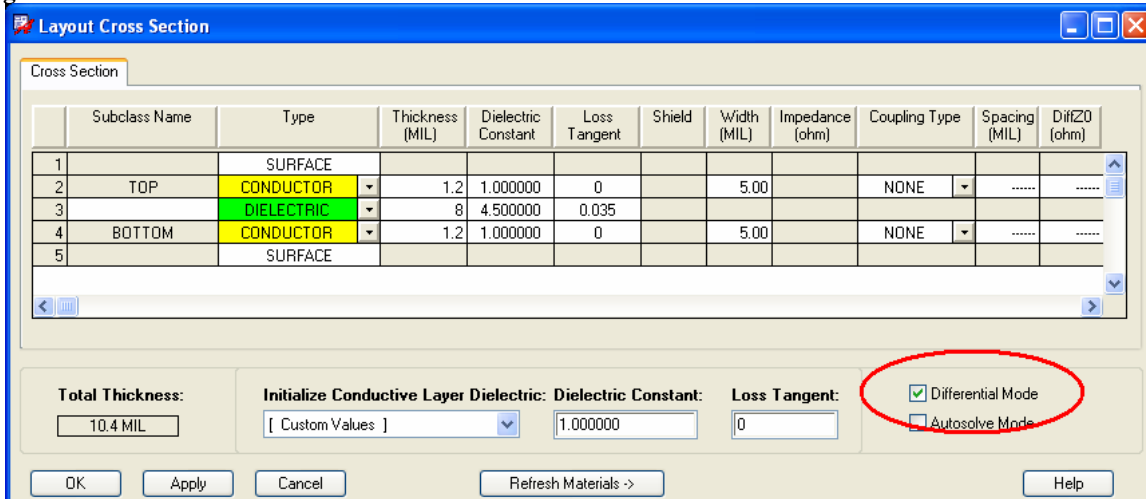 Layout Cross Section
Cross Section
Subclass Name Type Thickness (MIL) Dielectric Constant Loss Tangent Shield Width (MIL) Impedance (ohm) Coupling Type Spacing (MIL) DiffZ0 (ohm)
1 SURFACE
2 TOP CONDUCTOR 1.2 1.000000 0 5.00 NONE ------ ------
3 DIELECTRIC 8 4.500000 0.035
4 BOTTOM CONDUCTOR 1.2 1.000000 0 5.00 NONE ------ ------
5 SURFACE
Total Thickness: Initialize Conductive Layer Dielectric: Dielectric Constant: Loss Tangent: Differential Mode
10.4 MIL [ Custom Values ] 1.000000 0 Autosolve Mode
OK Apply Cancel Refresh Materials -> Help